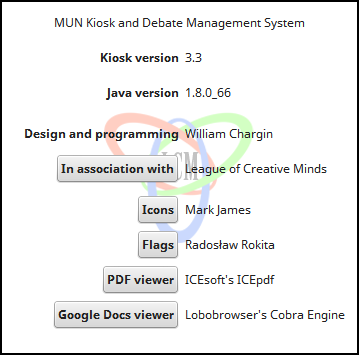 MUN Kiosk and Debate Management System
Kiosk version 3.3
Java version 1.8.0_66
Design and programming William Chargin
In association with League of Creative Minds
LCM
Icons Mark James
Flags Radosław Rokita
PDF viewer ICEsoft's ICEpdf
Google Docs viewer Lobobrowser's Cobra Engine